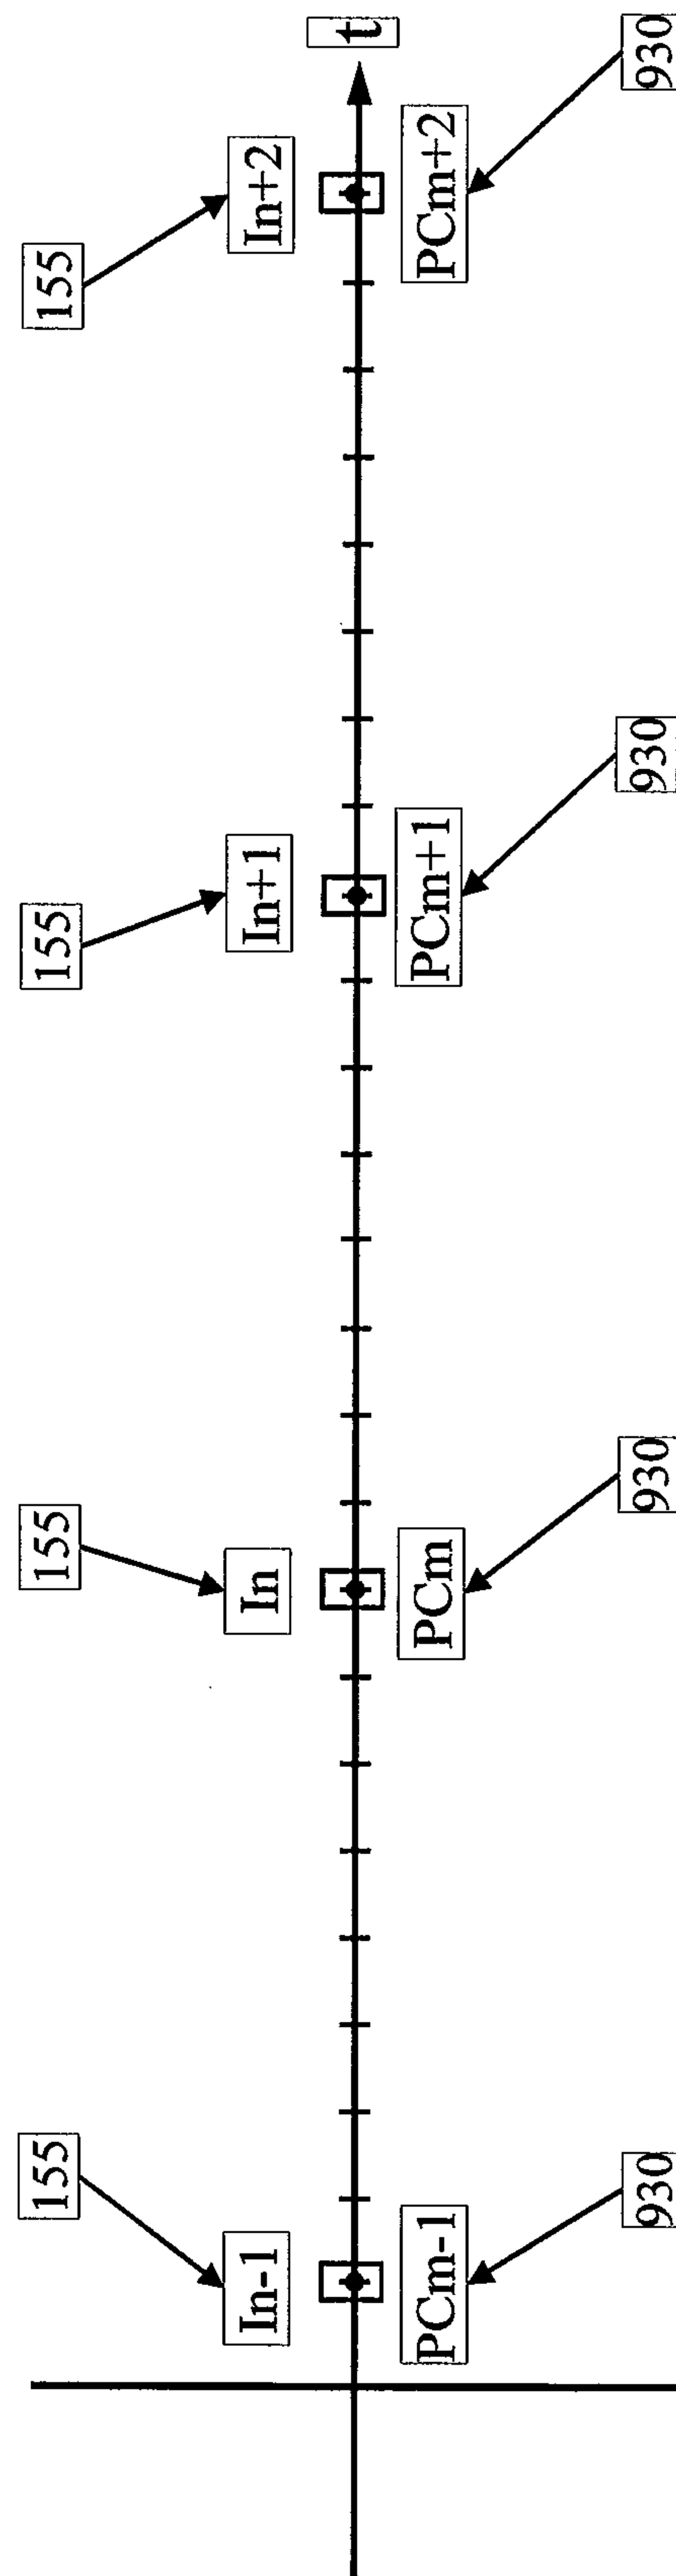 155 155 155 155
In-1 In In+1 In+2
t
PCm-1 PCm PCm+1 PCm+2
930 930 930 930